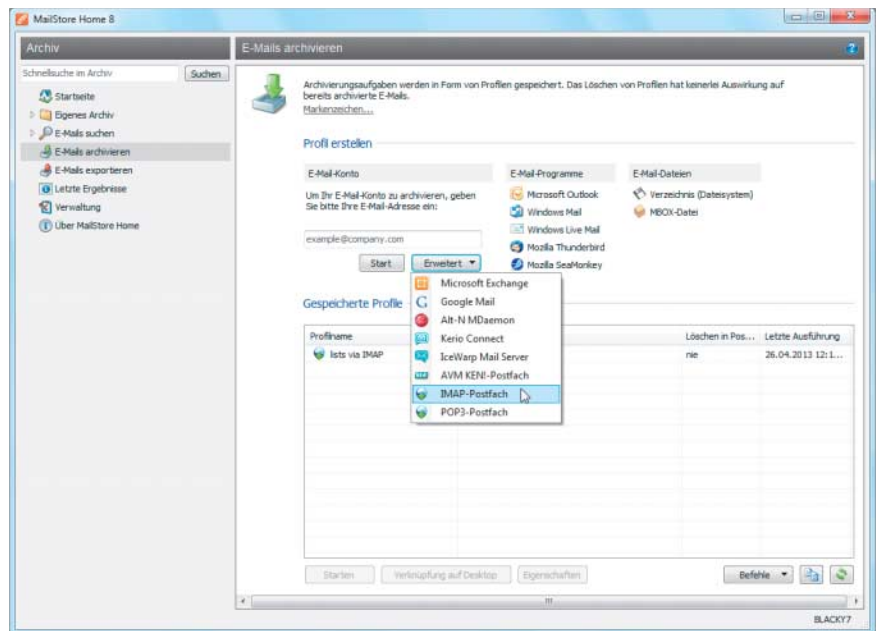 MailStore Home 8
Archiv
E-Mails archivieren
Schnellsuche im Archiv
Suchen
Startseite
Eigenes Archiv
E-Mails suchen
E-Mails archivieren
E-Mails exportieren
Letzte Ergebnisse
Verwaltung
Über MailStore Home
Archivierungsaufgaben werden in Form von Profilen gespeichert. Das Löschen von Profilen hat keinerlei Auswirkung auf
bereits archivierte E-Mails.
Markenzeichen...
Profil erstellen
E-Mail-Konto
Um Ihr E-Mail-Konto zu archivieren, geben
Sie bitte Ihre E-Mail-Adresse ein:
example@company.com
Start
Erweitert
E-Mail-Programme
Microsoft Outlook
Windows Mail
Windows Live Mail
Mozilla Thunderbird
Mozilla SeaMonkey
E-Mail-Dateien
Verzeichnis (Dateisystem)
MBOX-Datei
Microsoft Exchange
Google Mail
Alt-N MDaemon
Kerio Connect
IceWarp Mail Server
AVM KEN!-Postfach
IMAP-Postfach
POP3-Postfach
Gespeicherte Profile
Profilname
Löschen in Pos...
Letzte Ausführung
lists via IMAP
nie
26.04.2013 12:1...
Starten
Verknüpfung auf Desktop
Eigenschaften
Befehle
BLACKY7